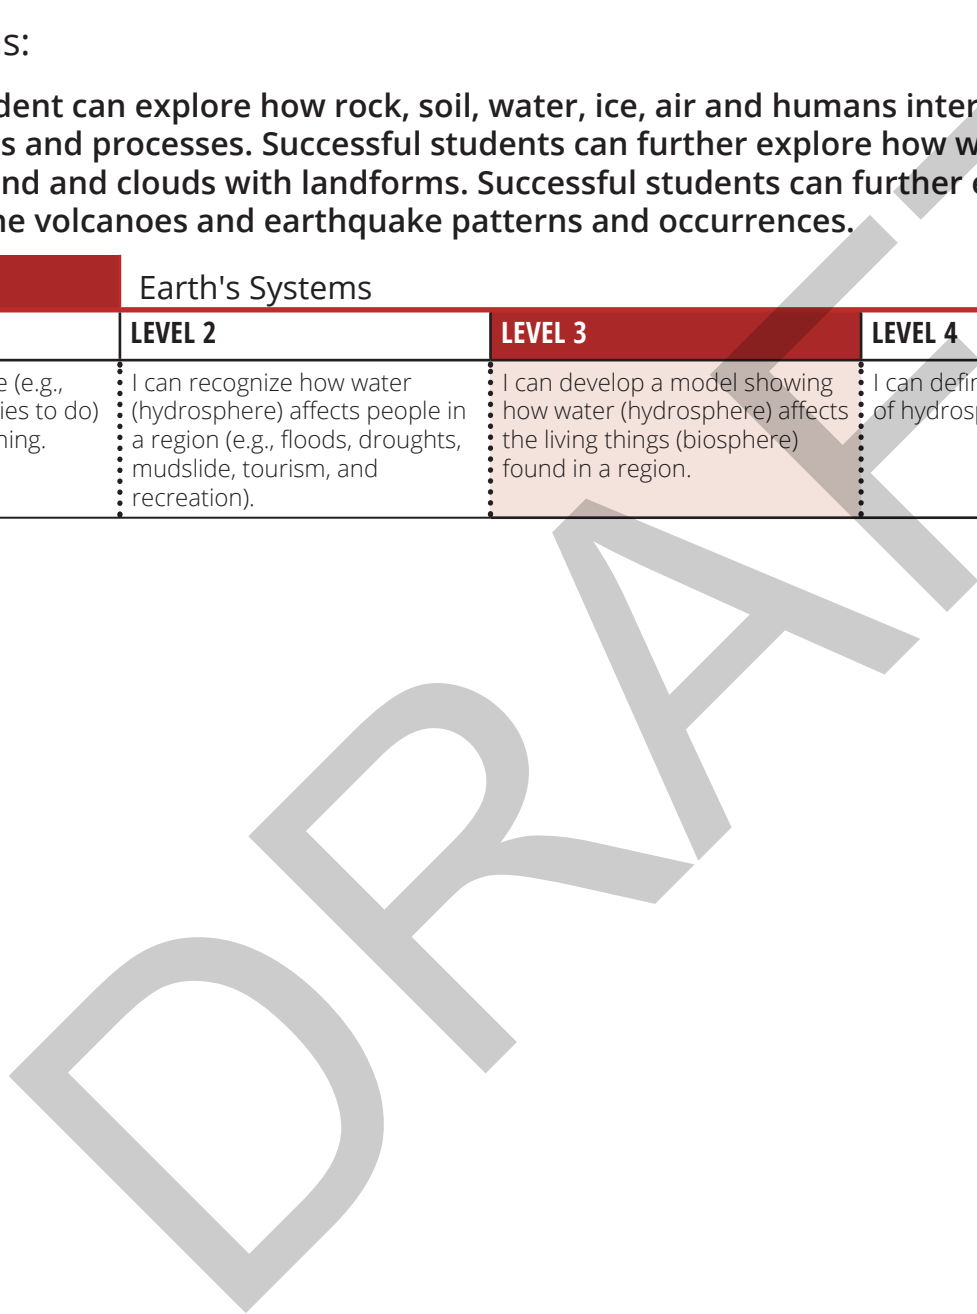 s:
dent can explore how rock, soil, water, ice, air and humans inter
s and processes. Successful students can further explore how w
nd and clouds with landforms. Successful students can further e
he volcanoes and earthquake patterns and occurrences.
Earth's Systems
LEVEL 2
LEVEL 3
LEVEL 4
e (e.g.,
ies to do)
ning.
I can recognize how water
(hydrosphere) affects people in
a region (e.g., floods, droughts,
mudslide, tourism, and
recreation).
I can develop a model showing
how water (hydrosphere) affects
the living things (biosphere)
found in a region.
I can defin
of hydrosp
DRAFT